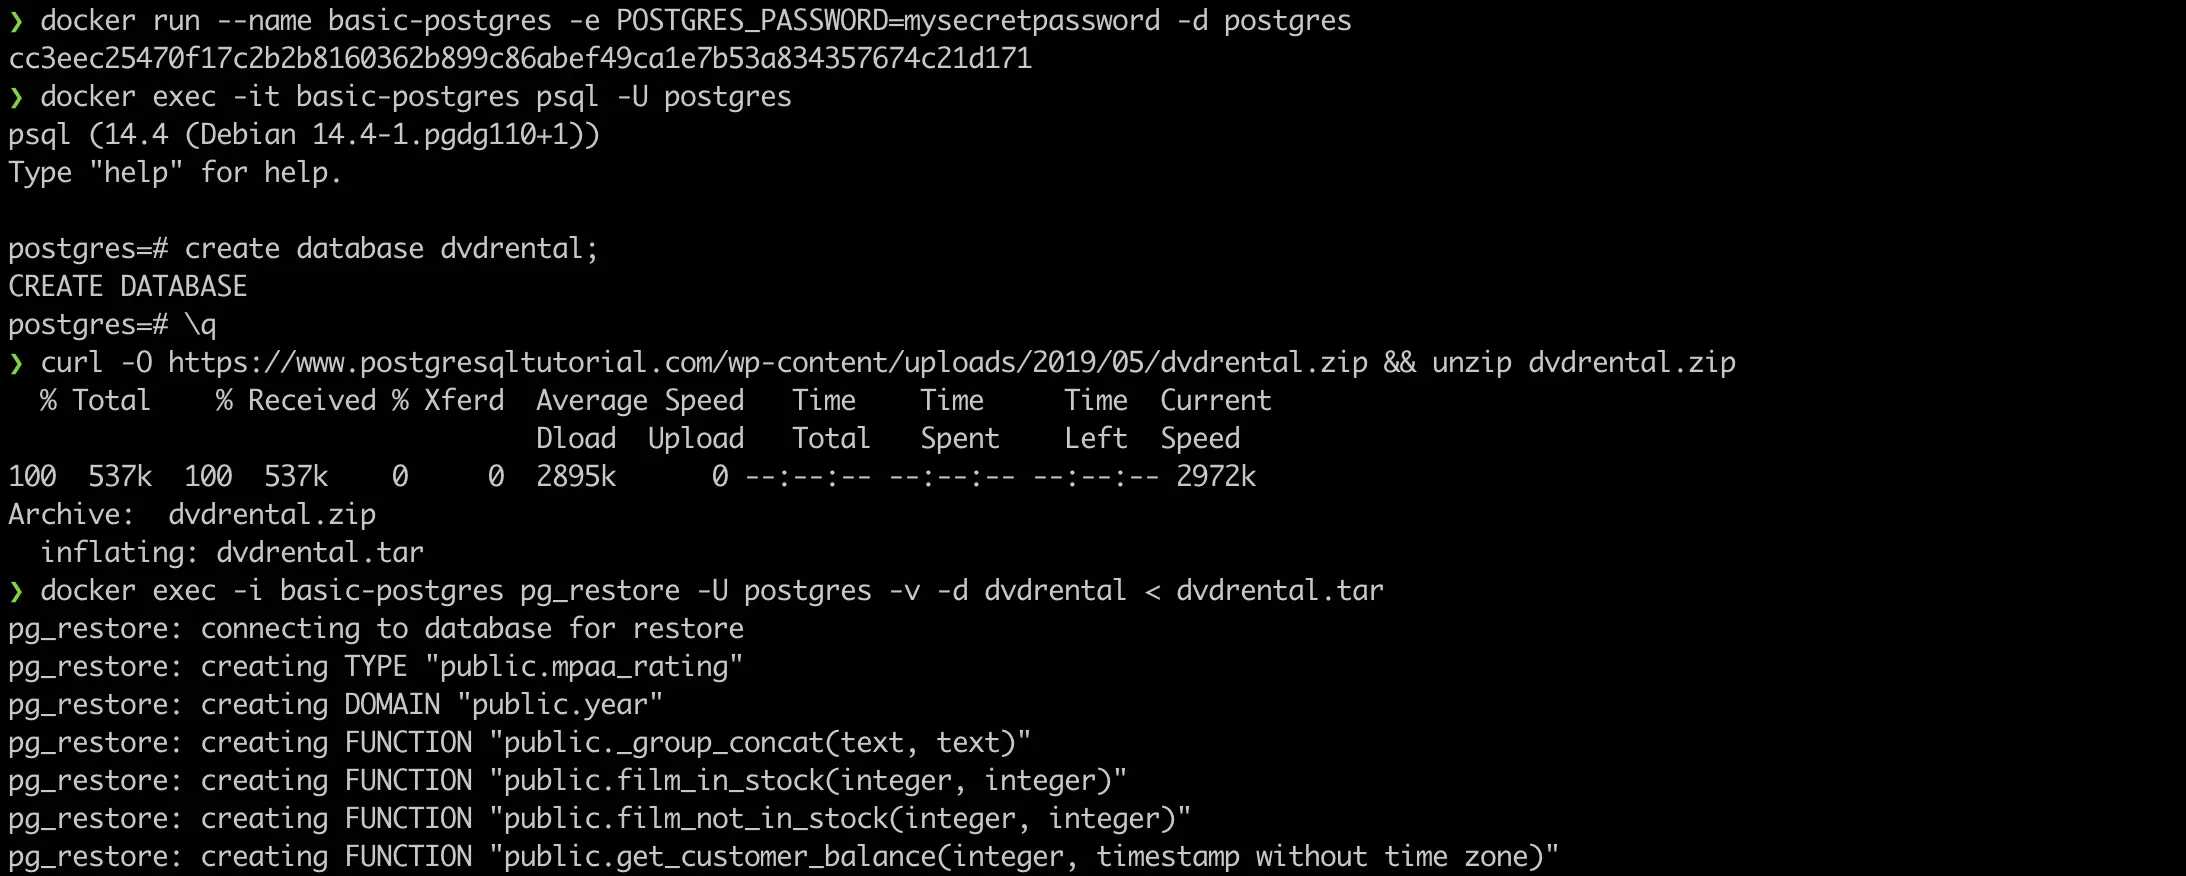 ❯ docker run --name basic-postgres -e POSTGRES_PASSWORD=mysecretpassword -d postgres
cc3eec25470f17c2b2b8160362b899c86abef49ca1e7b53a834357674c21d171
❯ docker exec -it basic-postgres psql -U postgres
psql (14.4 (Debian 14.4-1.pgdg110+1))
Type "help" for help.
postgres=# create database dvdrental;
CREATE DATABASE
postgres=# \q
❯ curl -O https://www.postgresqltutorial.com/wp-content/uploads/2019/05/dvdrental.zip && unzip dvdrental.zip
  % Total    % Received % Xferd  Average Speed   Time    Time     Time  Current
                                 Dload  Upload   Total   Spent    Left  Speed
100  537k  100  537k    0     0  2895k      0 --:--:-- --:--:-- --:--:-- 2972k
Archive:  dvdrental.zip
  inflating: dvdrental.tar
❯ docker exec -i basic-postgres pg_restore -U postgres -v -d dvdrental < dvdrental.tar
pg_restore: connecting to database for restore
pg_restore: creating TYPE "public.mpaa_rating"
pg_restore: creating DOMAIN "public.year"
pg_restore: creating FUNCTION "public._group_concat(text, text)"
pg_restore: creating FUNCTION "public.film_in_stock(integer, integer)"
pg_restore: creating FUNCTION "public.film_not_in_stock(integer, integer)"
pg_restore: creating FUNCTION "public.get_customer_balance(integer, timestamp without time zone)"